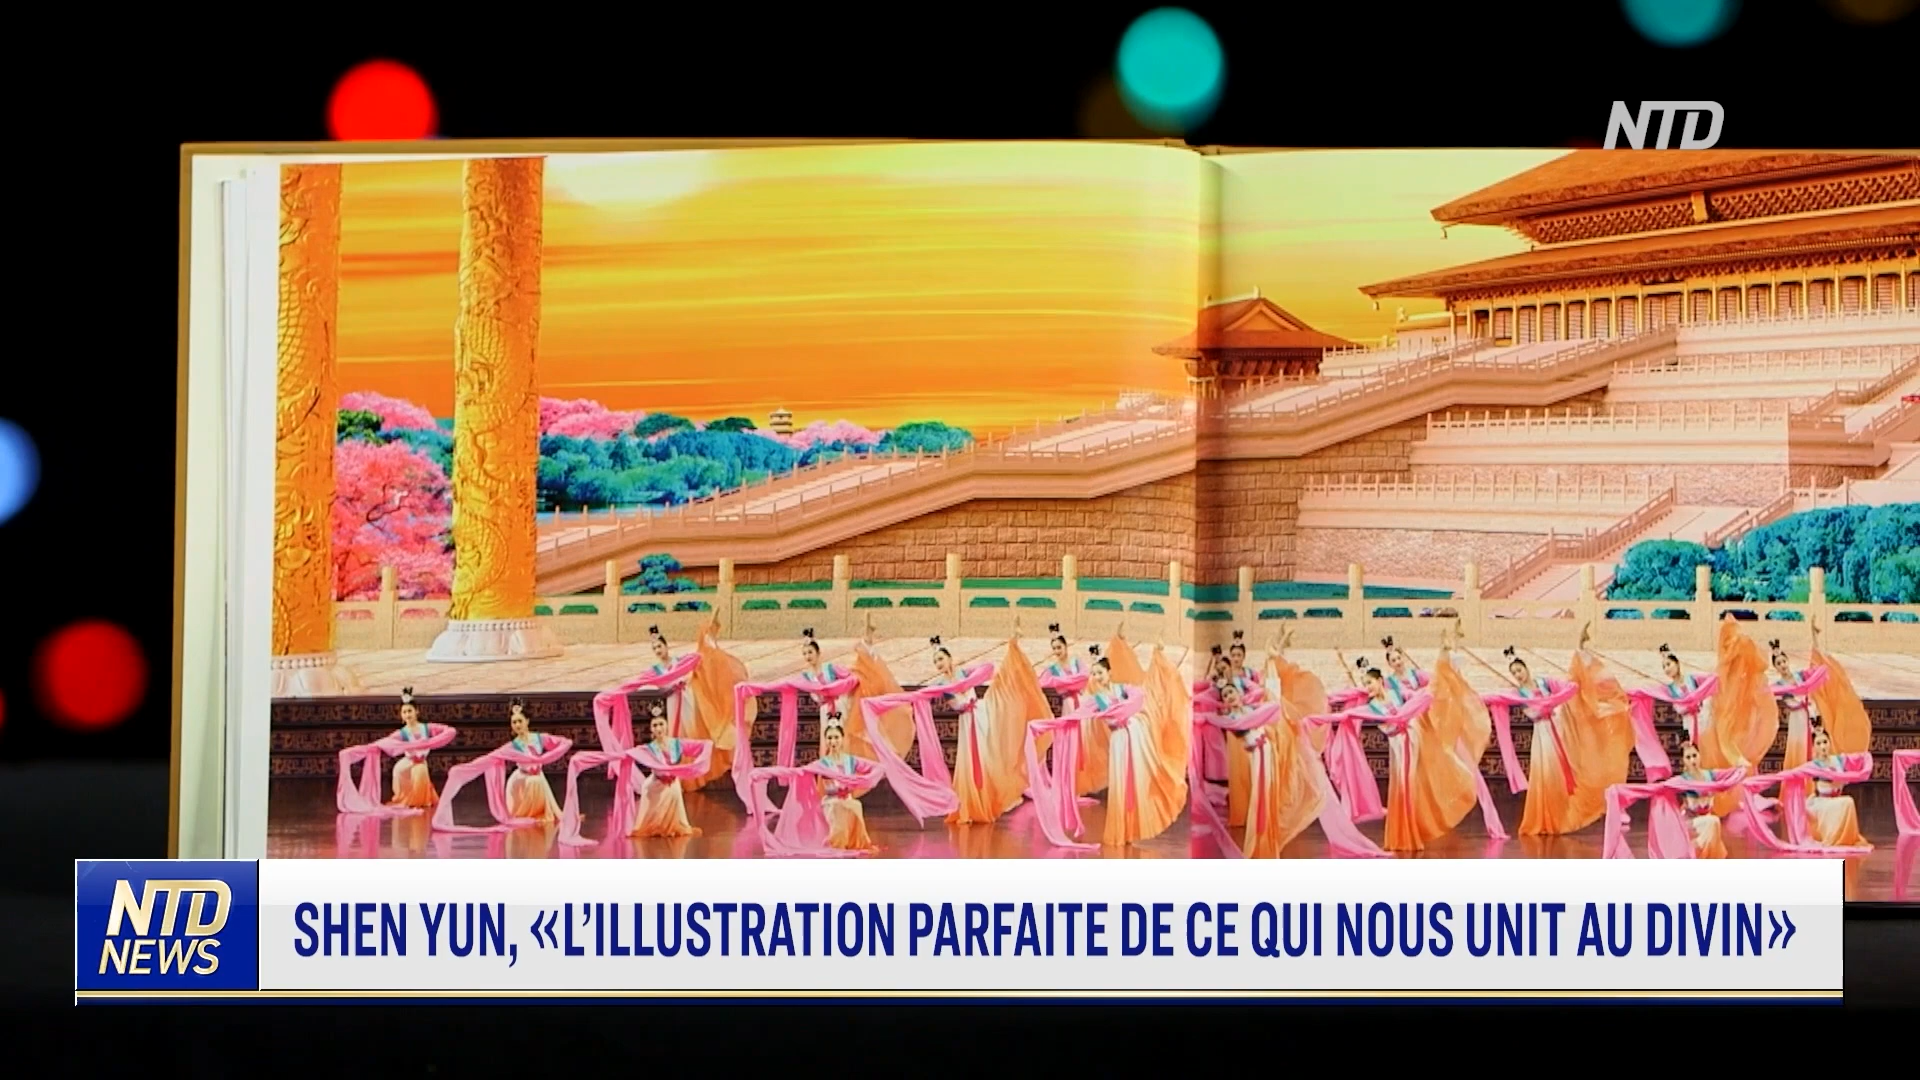 NTD
NTD
NEWS
SHEN YUN, «L'ILLUSTRATION PARFAITE DE CE QUI NOUS UNIT AU DIVIN»